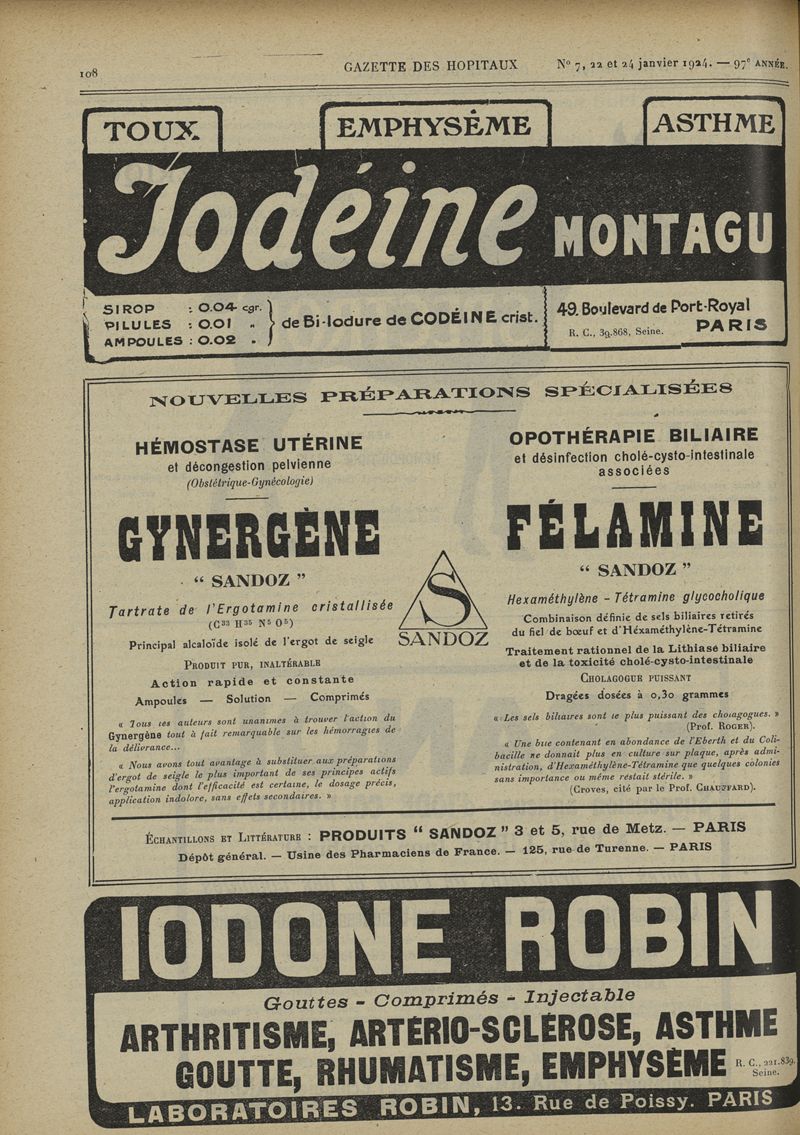 108
GAZETTE DES HOPITAUX
N° 7, 22 et 24 janvier 1924. — 97e ANNÉE.
TOUX
EMPHYSÈME
ASTHME
Iodéine MONTAGU
SIROP : 0.04 cgr.
PILULES : 0.01 "
AMPOULES : 0.02 "
de Bi-Iodure de CODÉINE crist.
49, Boulevard de Port-Royal
R. C., 39.868, Seine.
PARIS
NOUVELLES PRÉPARATIONS SPÉCIALISÉES
HÉMOSTASE UTÉRINE
et décongestion pelvienne
(Obstétrique-Gynécologie)
GYNERGÈNE
" SANDOZ "
Tartrate de l'Ergotamine cristallisée
(C33 H35 N5 O5)
Principal alcaloïde isolé de l'ergot de seigle
PRODUIT PUR, INALTÉRABLE
Action rapide et constante
Ampoules — Solution — Comprimés
« Tous les auteurs sont unanimes à trouver l'action du
Gynergène tout à fait remarquable sur les hémorragies de
la délivrance...
« Nous avons tout avantage à substituer aux préparations
d'ergot de seigle le plus important de ses principes actifs
l'ergotamine dont l'efficacité est certaine, le dosage précis,
application indolore, sans effets secondaires. »
S
SANDOZ
OPOTHÉRAPIE BILIAIRE
et désinfection cholé-cysto-intestinale
associées
FÉLAMINE
" SANDOZ "
Hexaméthylène - Tétramine glycocholique
Combinaison définie de sels biliaires retirés
du fiel de bœuf et d'Héxaméthylène-Tétramine
Traitement rationnel de la Lithiase biliaire
et de la toxicité cholé-cysto-intestinale
CHOLAGOGUE PUISSANT
Dragées dosées à 0,30 grammes
« Les sels biliaires sont le plus puissant des cholagogues. »
(Prof. ROGER).
« Une bile contenant en abondance de l'Eberth et du Coli-
bacille ne donnait plus en culture sur plaque, après admi-
nistration, d'Hexaméthylène-Tétramine que quelques colonies
sans importance ou même restait stérile. »
(Croves, cité par le Prof. CHAUFFARD).
ÉCHANTILLONS ET LITTÉRATURE : PRODUITS " SANDOZ " 3 et 5, rue de Metz. — PARIS
Dépôt général. — Usine des Pharmaciens de France. — 125, rue de Turenne. — PARIS
IODONE ROBIN
Gouttes - Comprimés - Injectable
ARTHRITISME, ARTÉRIO-SCLÉROSE, ASTHME
GOUTTE, RHUMATISME, EMPHYSÈME
R. C., 221.839.
Seine.
LABORATOIRES ROBIN, 13. Rue de Poissy. PARIS